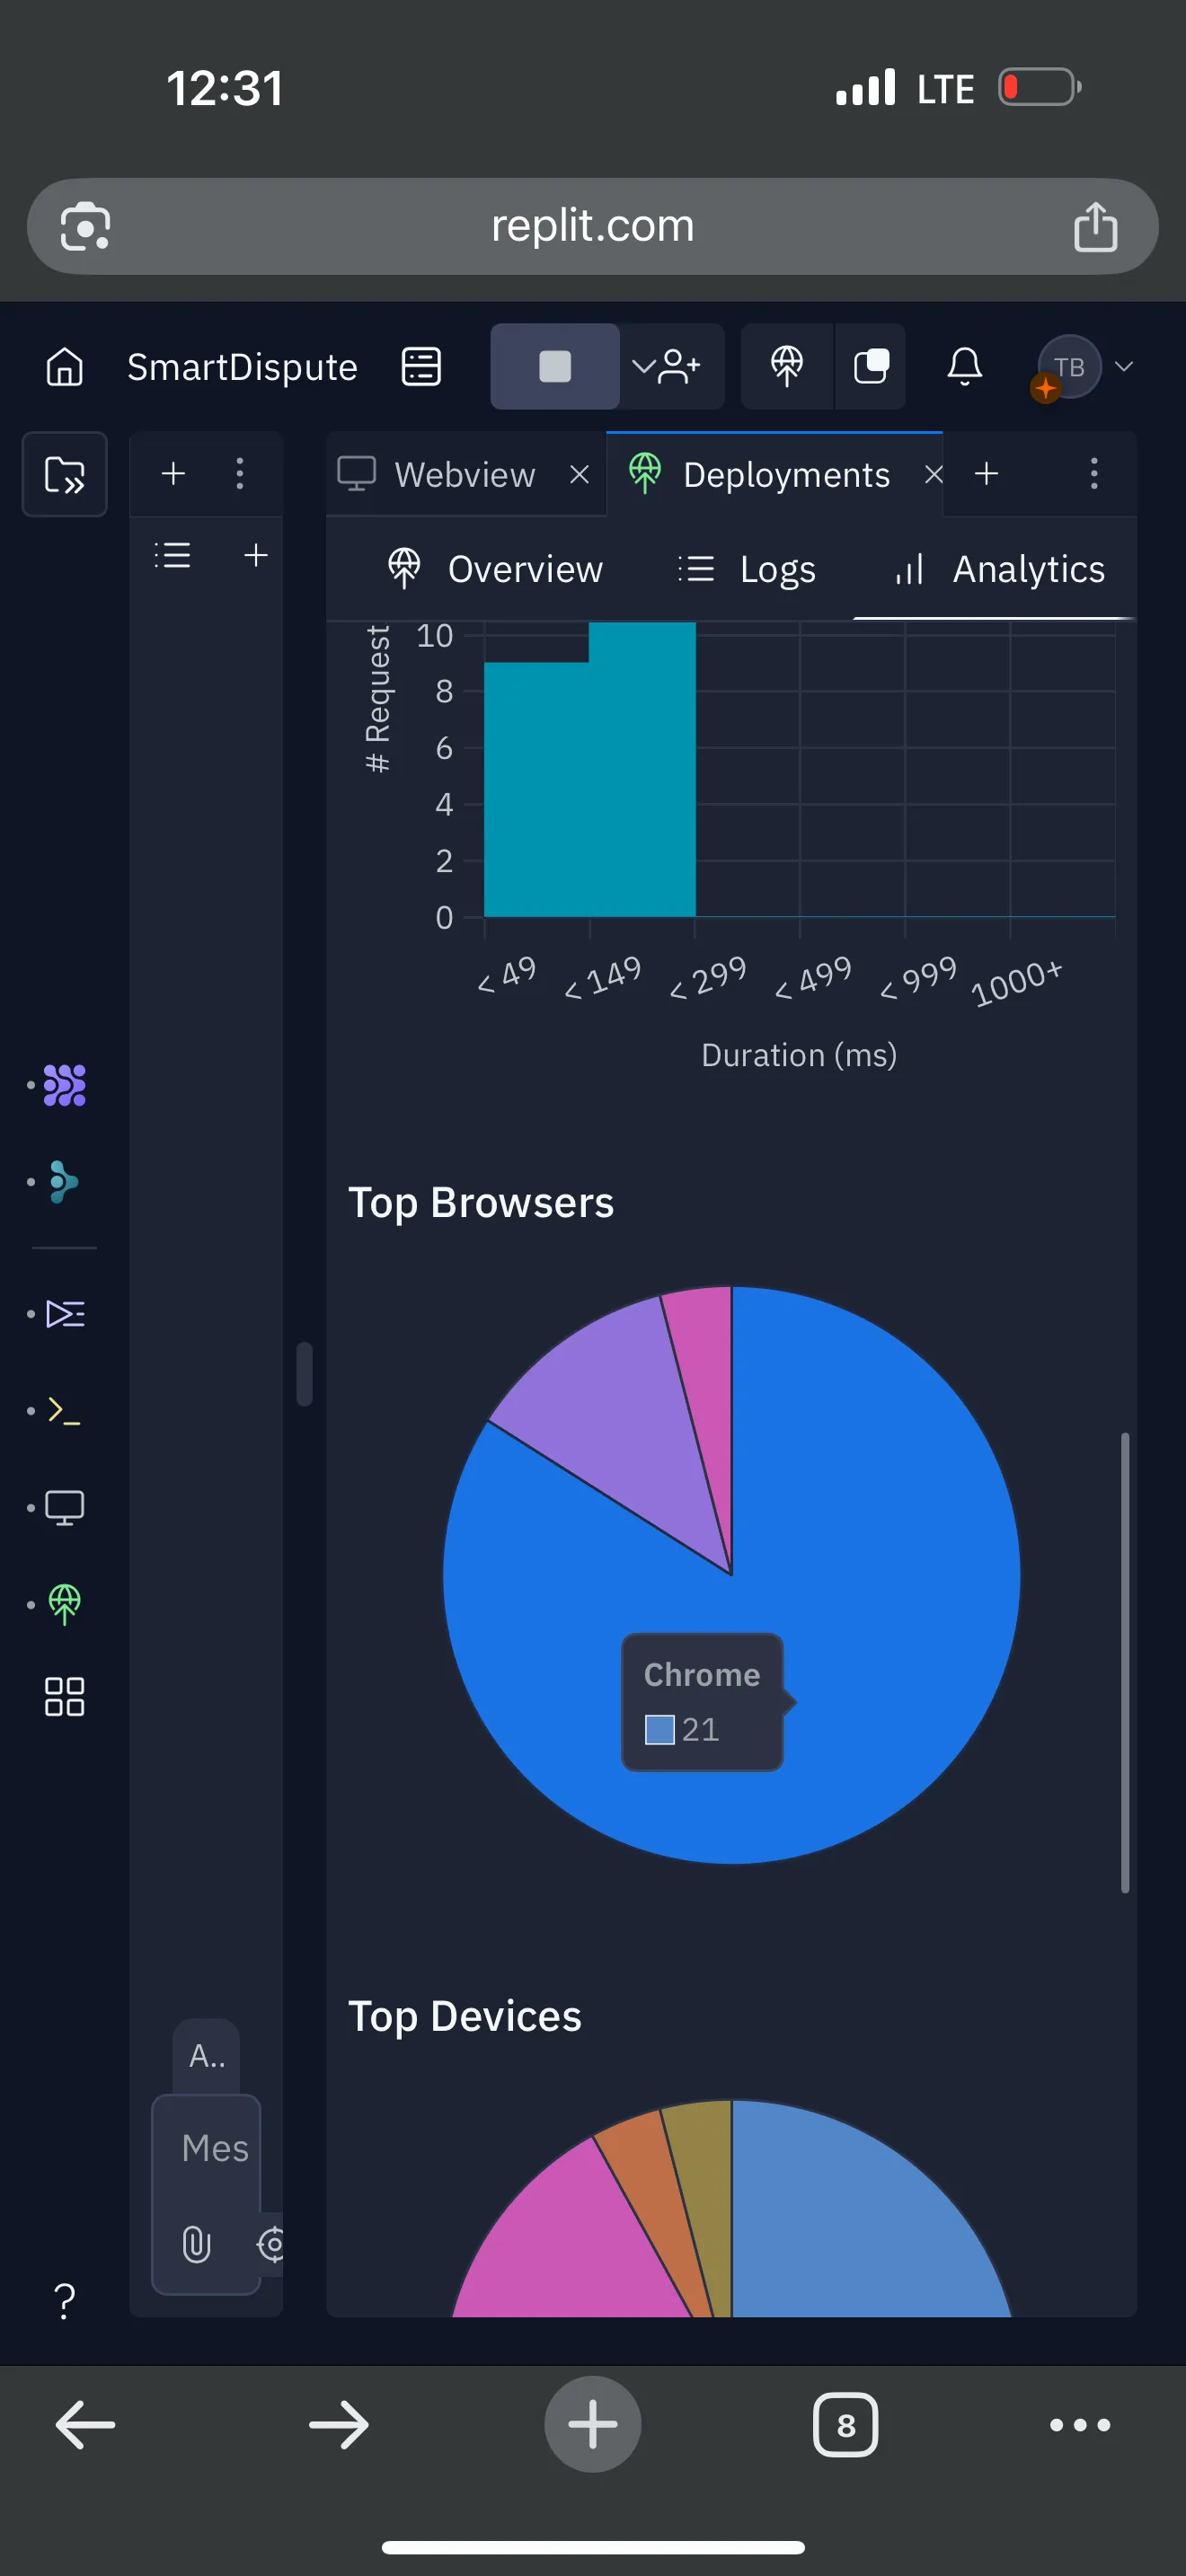 12:31
LTE
replit.com
SmartDispute
TB
Webview
Deployments
Overview
Logs
Analytics
# Request
10
8
6
4
2
0
< 49
< 149
< 299
< 499
< 999
1000+
Duration (ms)
Top Browsers
Chrome
21
Top Devices
A..
Mes
?
8